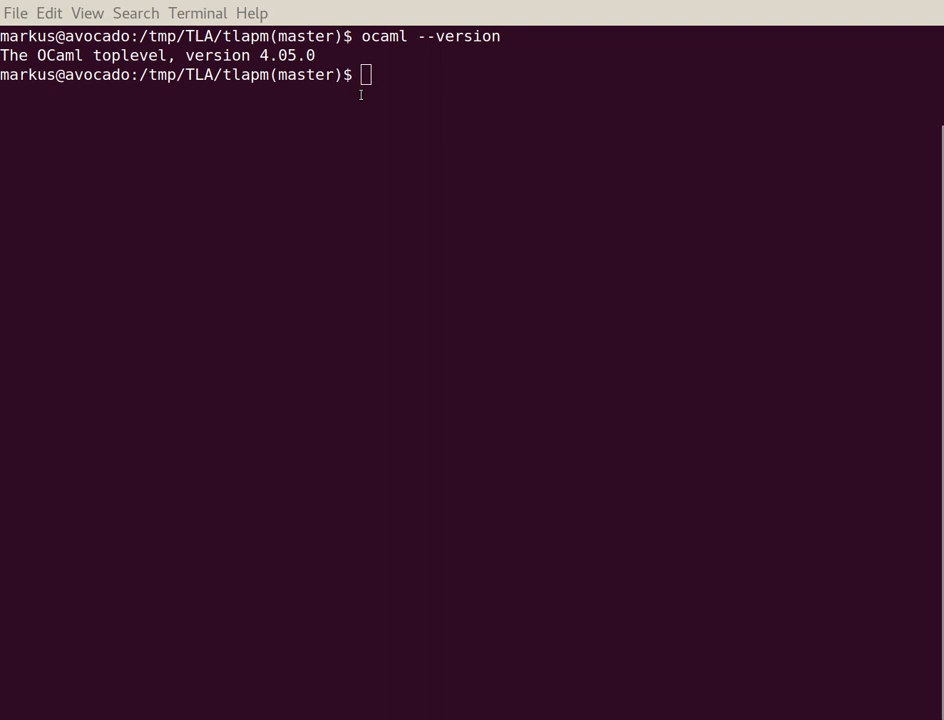 File Edit View Search Terminal Help
markus@avocado:/tmp/TLA/tlapm(master)$ ocaml --version
The OCaml toplevel, version 4.05.0
markus@avocado:/tmp/TLA/tlapm(master)$